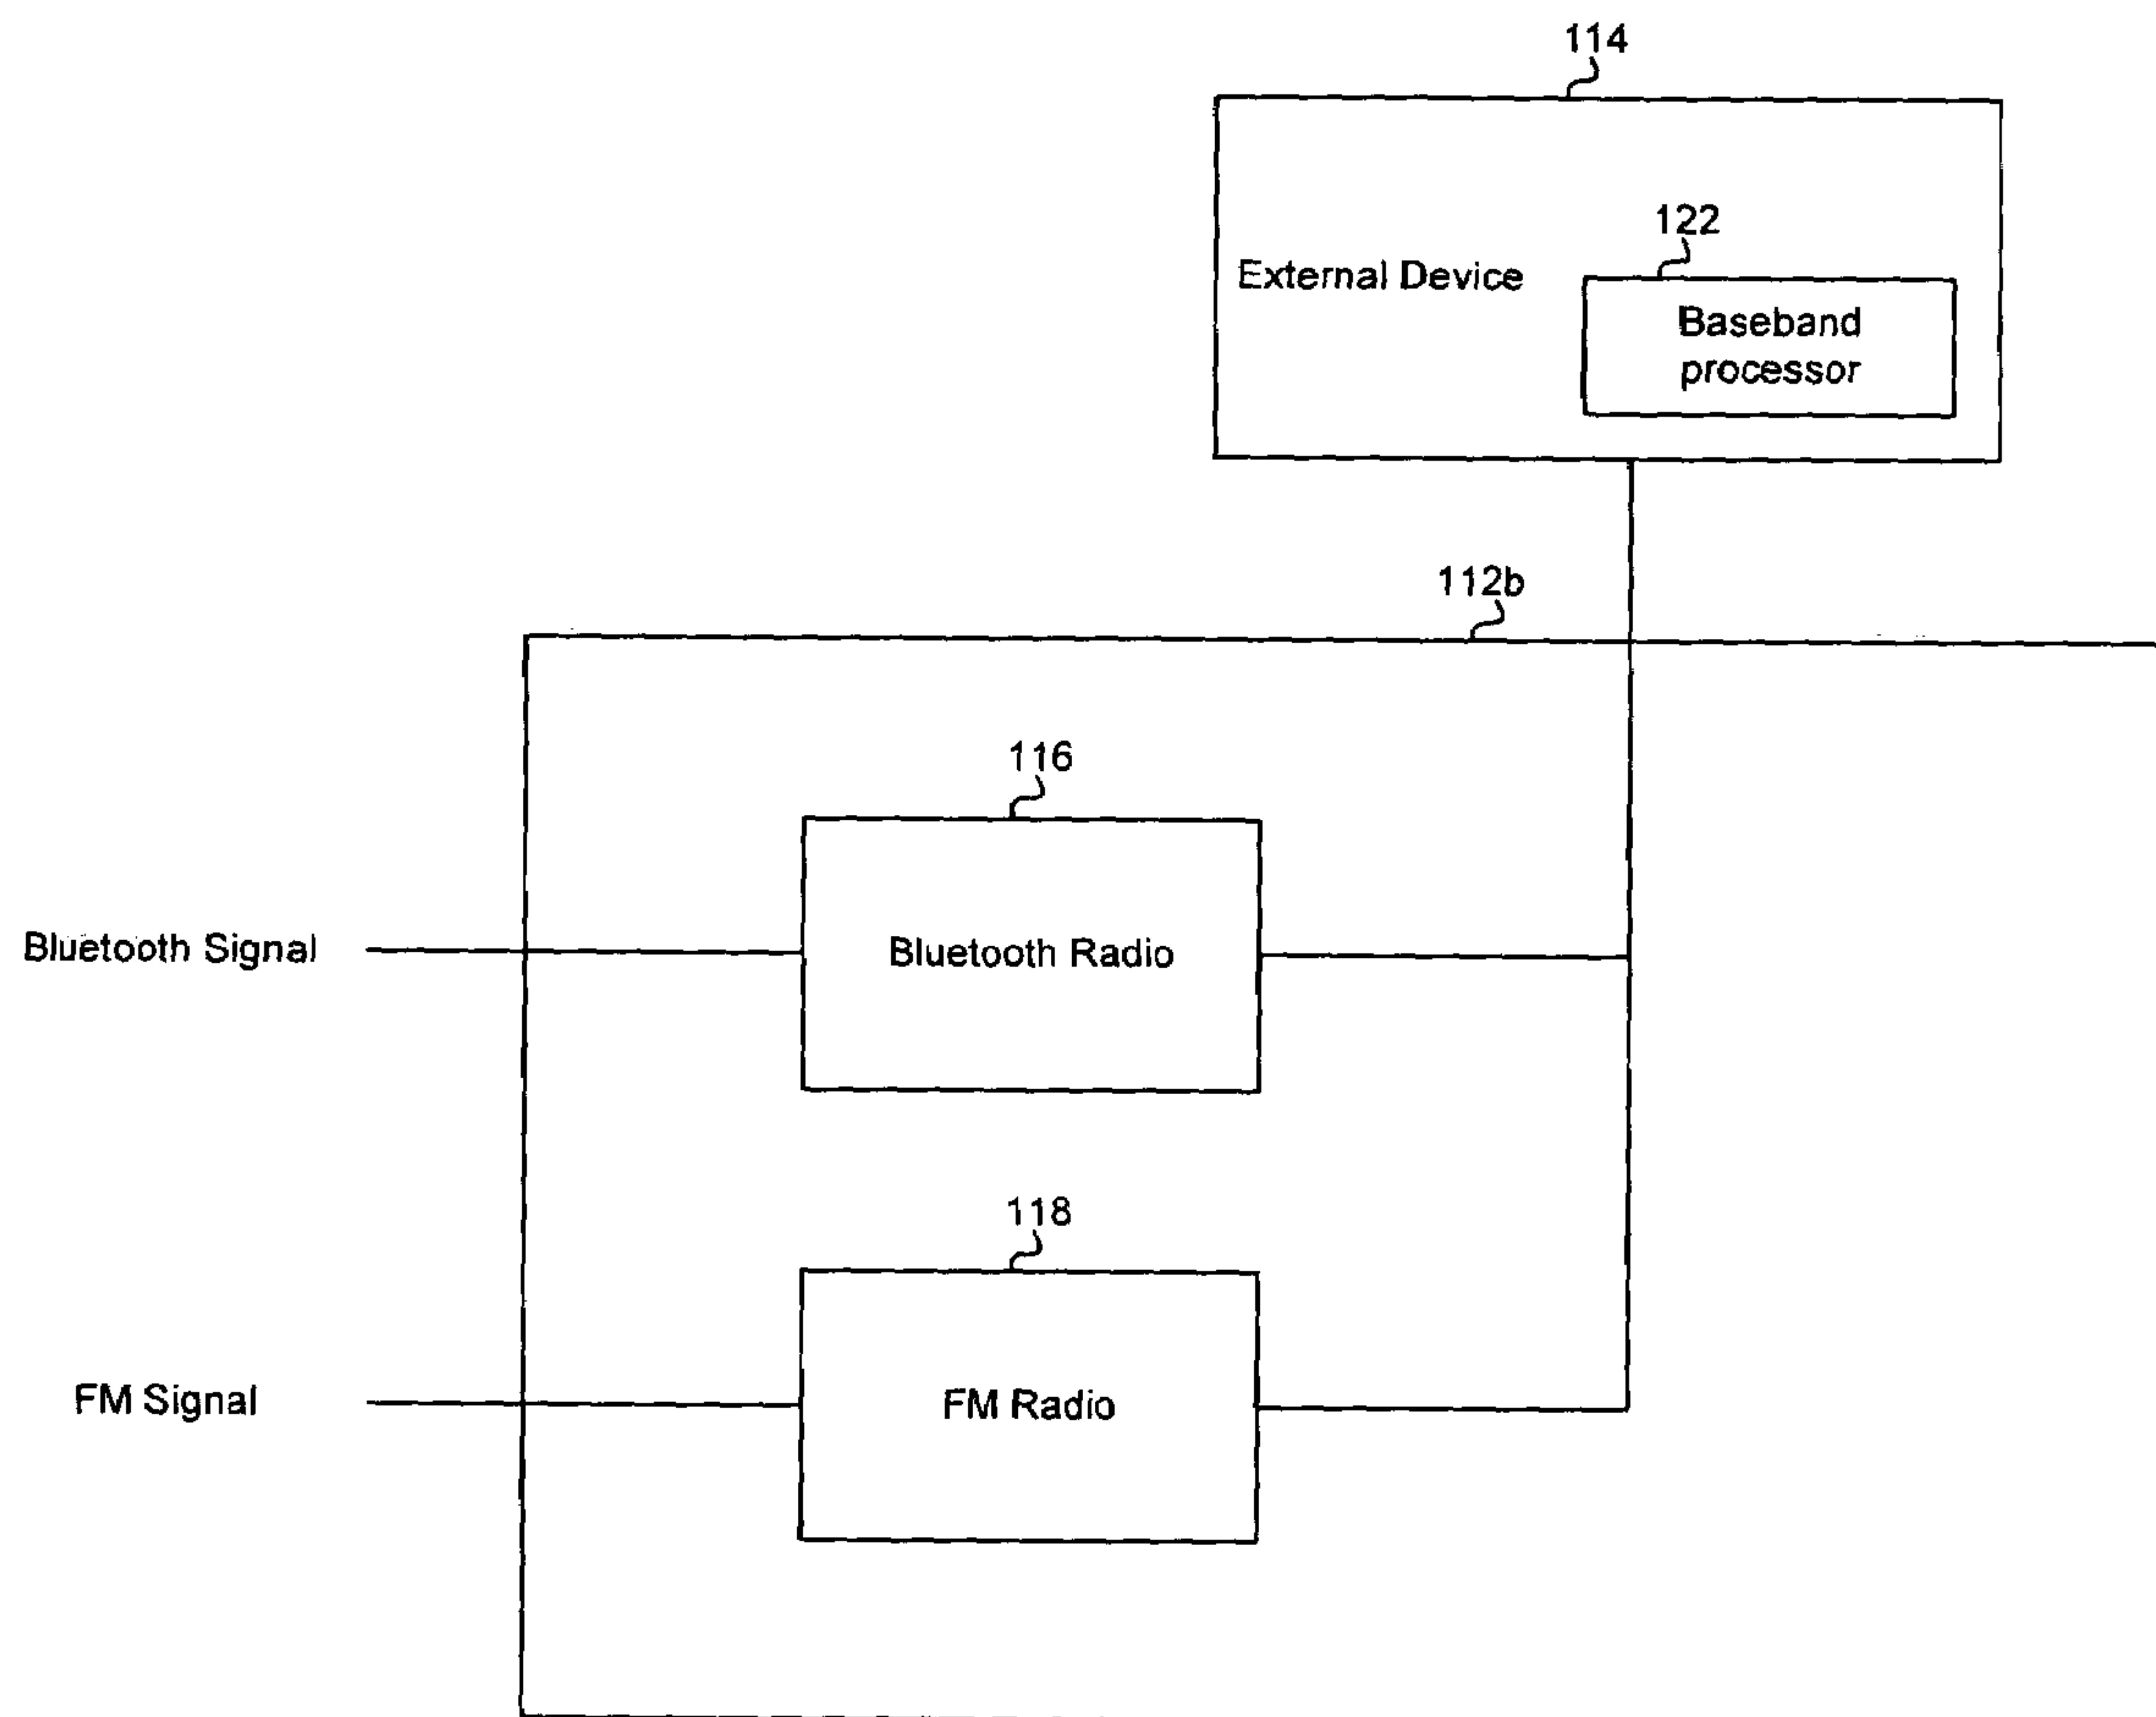 114
122
External Device
Baseband
processor
112b
116
Bluetooth Signal
Bluetooth Radio
118
FM Signal
FM Radio